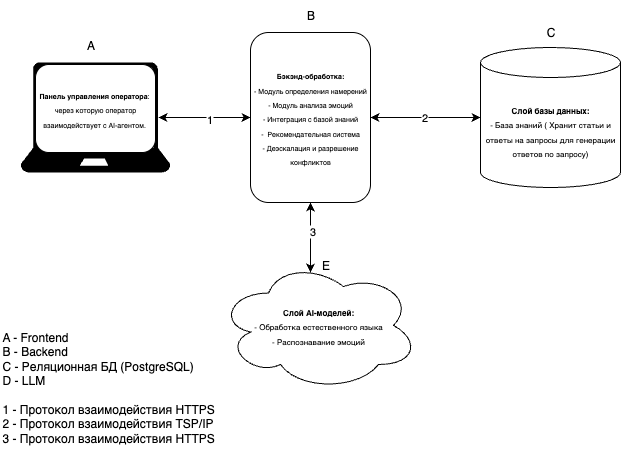 A
B
C
Панель управления оператора:
через которую оператор
взаимодействует с AI-агентом.
1
Бэкэнд-обработка:
- Модуль определения намерений
- Модуль анализа эмоций
- Интеграция с базой знаний
- Рекомендательная система
- Деэскалация и разрешение
конфликтов
2
Слой базы данных:
- База знаний ( Хранит статьи и
ответы на запросы для генерации
ответов по запросу)
3
E
Слой AI-моделей:
- Обработка естественного языка
- Распознавание эмоций
A - Frontend
B - Backend
C - Реляционная БД (PostgreSQL)
D - LLM
1 - Протокол взаимодействия HTTPS
2 - Протокол взаимодействия TSP/IP
3 - Протокол взаимодействия HTTPS